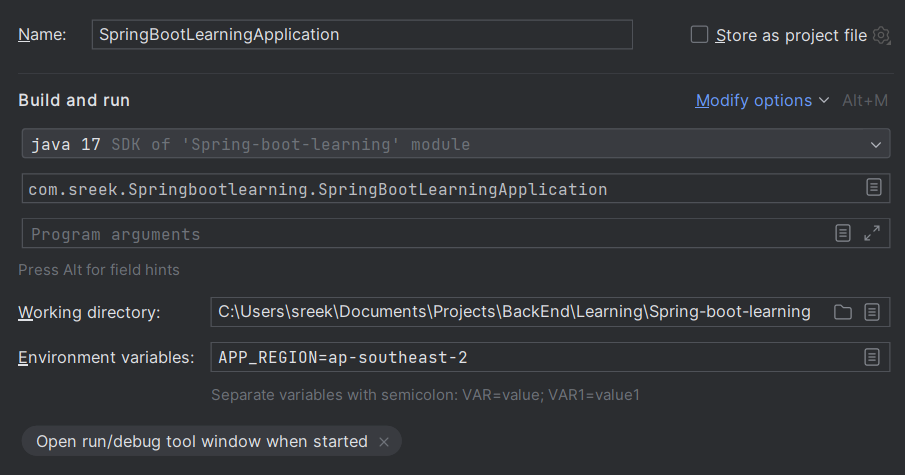 Name: SpringBootLearningApplication Store as project file
Build and run Modify options Alt+M
java 17 SDK of 'Spring-boot-learning' module
com.sreek.Springbootlearning.SpringBootLearningApplication
Program arguments
Press Alt for field hints
Working directory: C:\Users\sreek\Documents\Projects\BackEnd\Learning\Spring-boot-learning
Environment variables: APP_REGION=ap-southeast-2
Separate variables with semicolon: VAR=value; VAR1=value1
Open run/debug tool window when started ×